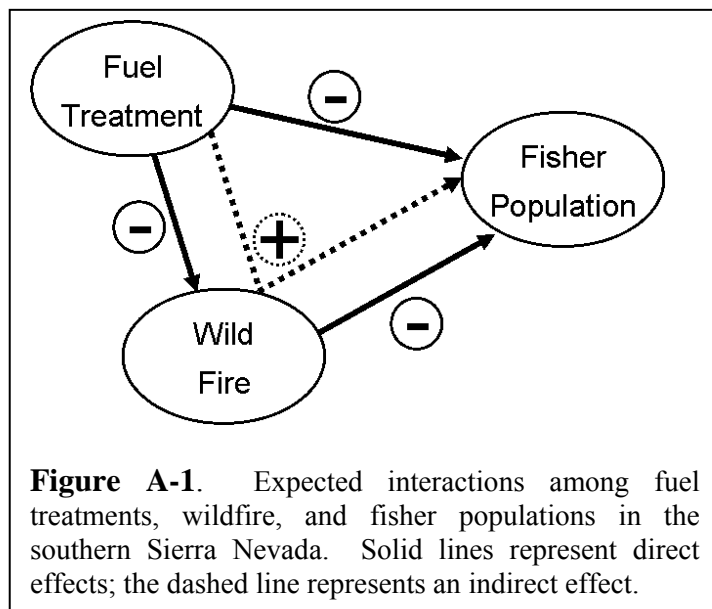 Fuel
Treatment
-
Fisher
Population
-
+
-
Wild
Fire
Figure A-1. Expected interactions among fuel
treatments, wildfire, and fisher populations in the
southern Sierra Nevada. Solid lines represent direct
effects; the dashed line represents an indirect effect.